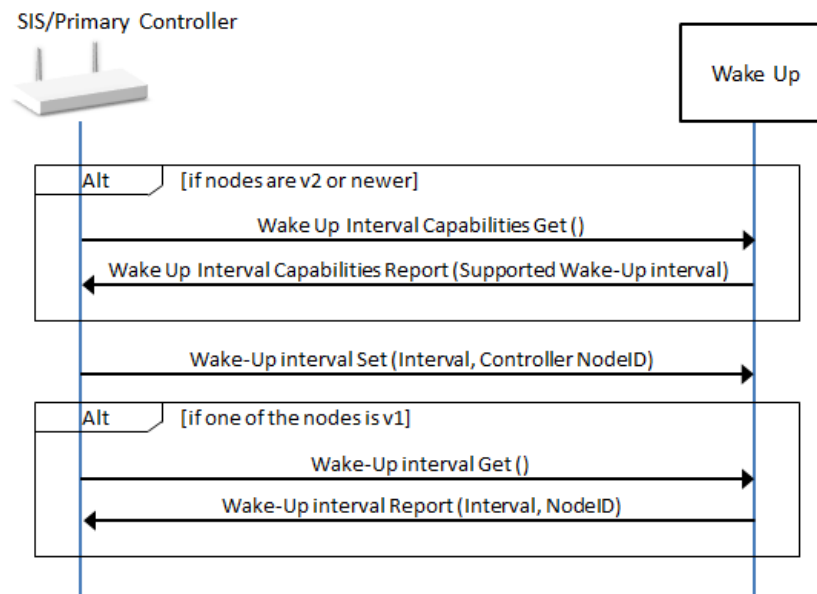 SIS/Primary Controller
Wake Up
Alt [if nodes are v2 or newer]
Wake Up Interval Capabilities Get ()
Wake Up Interval Capabilities Report (Supported Wake-Up interval)
Wake-Up interval Set (Interval, Controller NodeID)
Alt [if one of the nodes is v1]
Wake-Up interval Get ()
Wake-Up interval Report (Interval, NodeID)